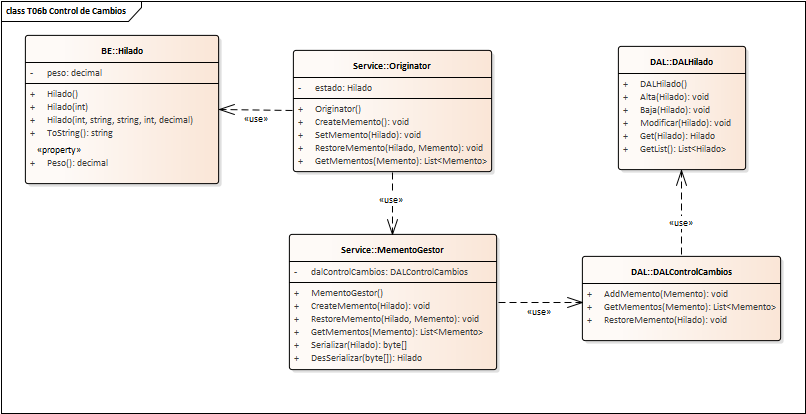 class T06b Control de Cambios
BE::Hilado
- peso: decimal
+ Hilado()
+ Hilado(int)
+ Hilado(int, string, string, int, decimal)
+ ToString(): string
«property»
+ Peso(): decimal
«use»
Service::Originator
- estado: Hilado
+ Originator()
+ CreateMemento(): void
+ SetMemento(Hilado): void
+ RestoreMemento(Hilado, Memento): void
+ GetMementos(Memento): List<Memento>
«use»
DAL::DALHilado
+ DALHilado()
+ Alta(Hilado): void
+ Baja(Hilado): void
+ Modificar(Hilado): void
+ Get(Hilado): Hilado
+ GetList(): List<Hilado>
«use»
Service::MementoGestor
- dalControlCambios: DALControlCambios
+ MementoGestor()
+ CreateMemento(Hilado): void
+ RestoreMemento(Hilado, Memento): void
+ GetMementos(Memento): List<Memento>
+ Serializar(Hilado): byte[]
+ DesSerializar(byte[]): Hilado
«use»
DAL::DALControlCambios
+ AddMemento(Memento): void
+ GetMementos(Memento): List<Memento>
+ RestoreMemento(Hilado): void